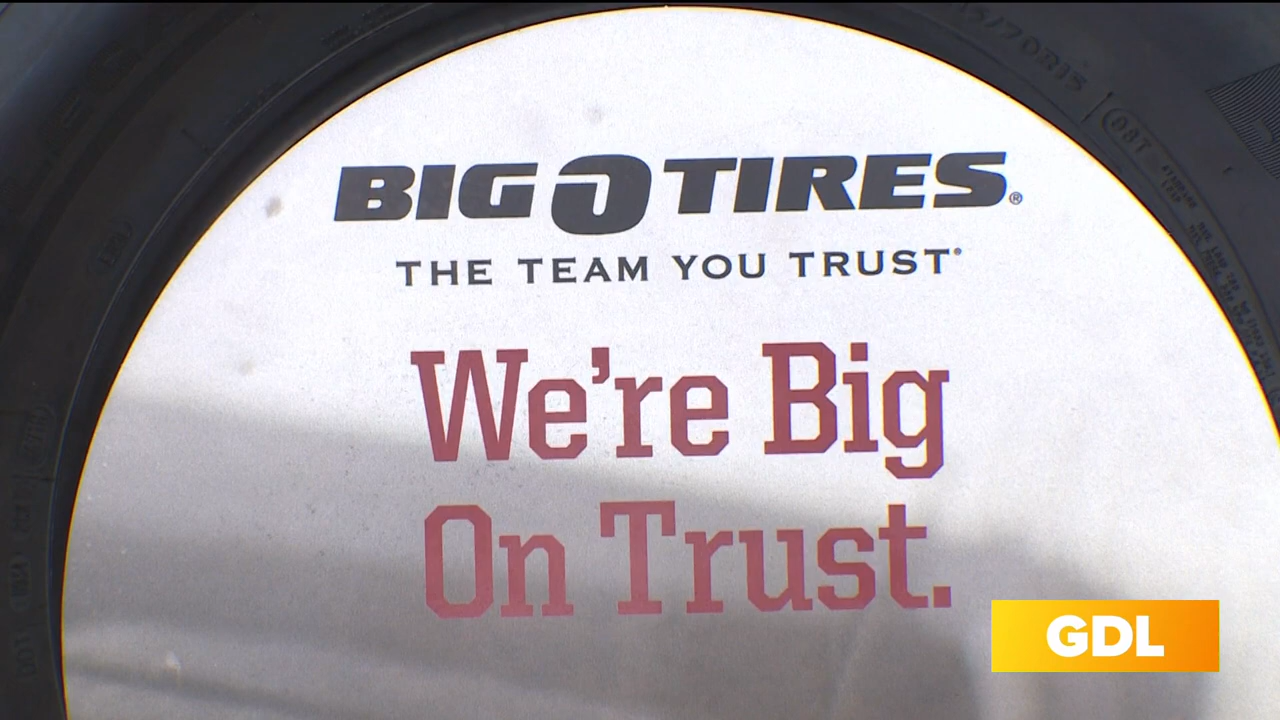 BIG O TIRES®
THE TEAM YOU TRUST®
We're Big
On Trust.
GDL